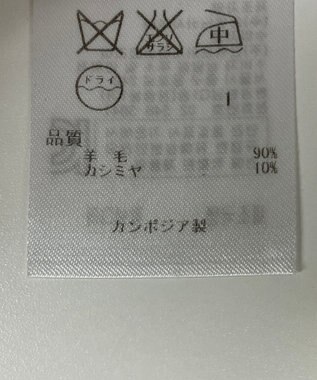 エンソ サラシ 中
ドライ
品質
羊毛 90%
カシミヤ 10%
カンボジア製